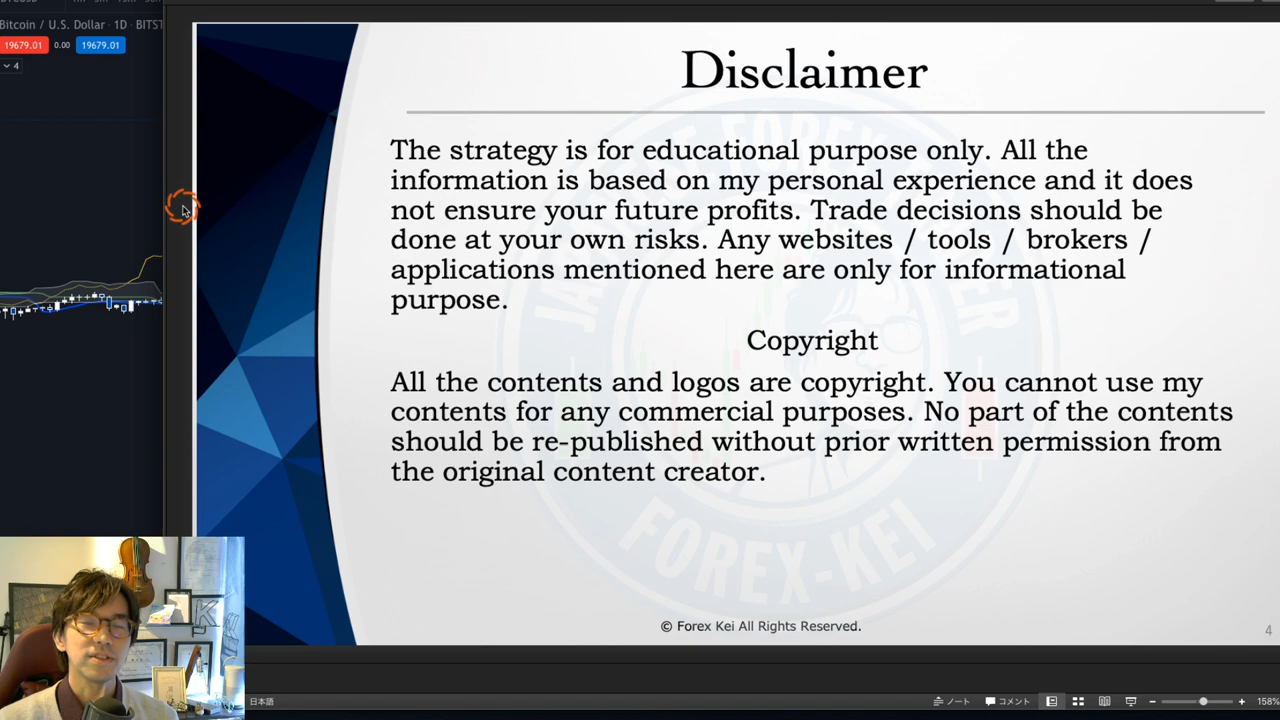 Bitcoin / U.S. Dollar · 1D · BITST
19679.01 0.00 19679.01
4
Disclaimer
The strategy is for educational purpose only. All the
information is based on my personal experience and it does
not ensure your future profits. Trade decisions should be
done at your own risks. Any websites / tools / brokers /
applications mentioned here are only for informational
purpose.
Copyright
All the contents and logos are copyright. You cannot use my
contents for any commercial purposes. No part of the contents
should be re-published without prior written permission from
the original content creator.
FOREX-KEI
© Forex Kei All Rights Reserved.
4
日本語
ノート コメント 158%